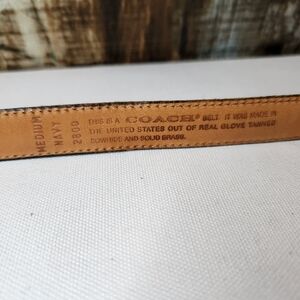 MEDIUM
NAVY
2800
THIS IS A COACH® BELT. IT WAS MADE IN
THE UNITED STATES OUT OF REAL GLOVE TANNED
COWHIDE AND SOLID BRASS.